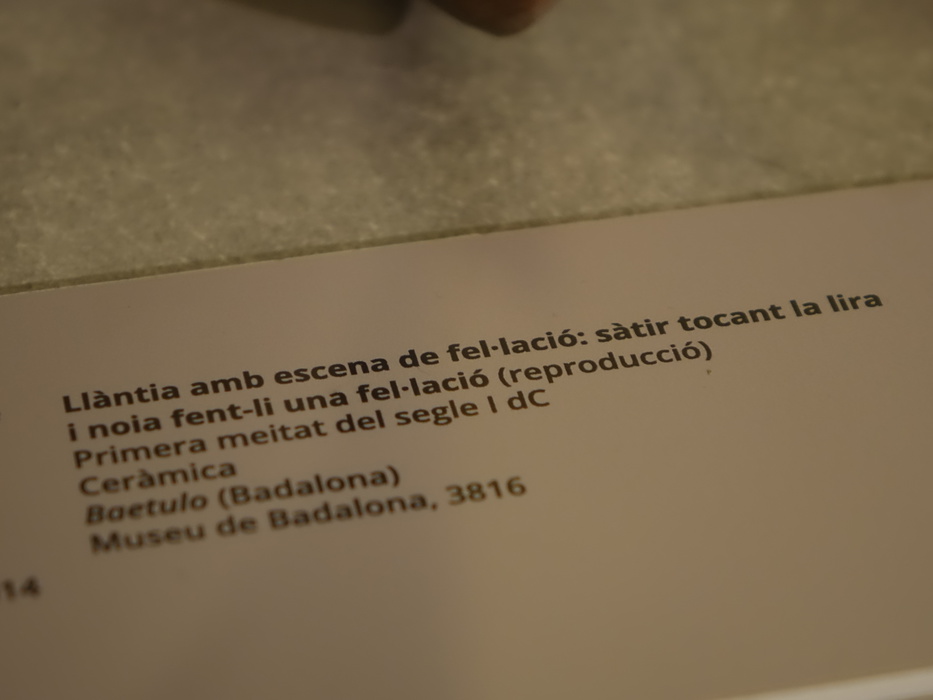 Llàntia amb escena de fel·lació: sàtir tocant la lira
i noia fent-li una fel·lació (reproducció)
Primera meitat del segle I dC
Ceràmica
Baetulo (Badalona)
Museu de Badalona, 3816
14